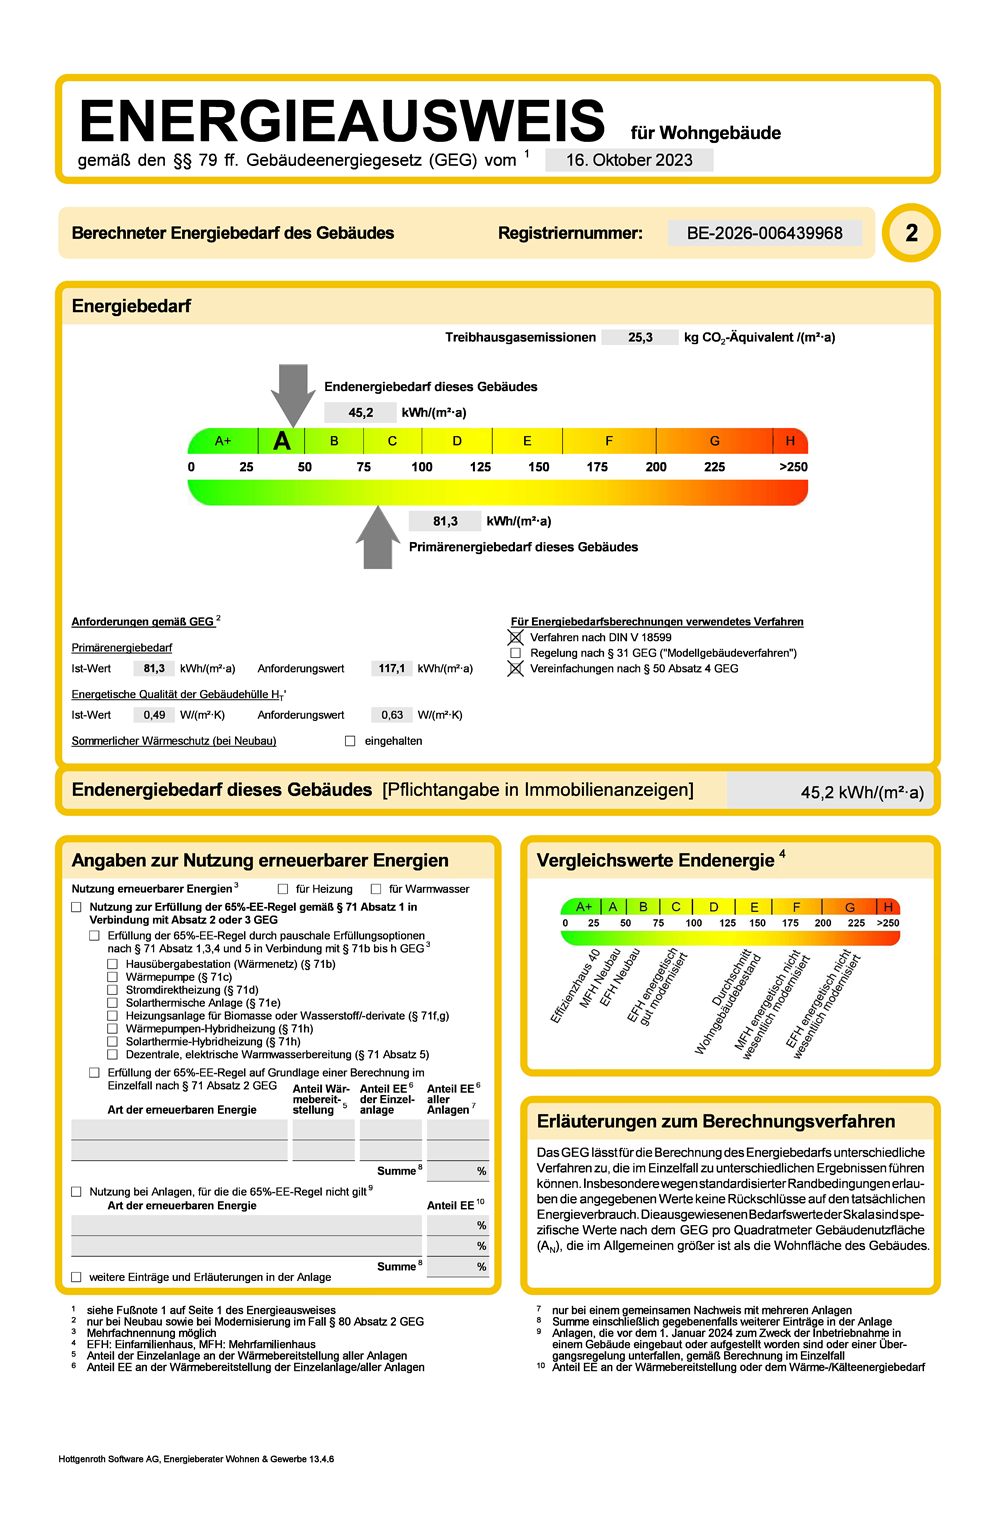 ENERGIEAUSWEIS für Wohngebäude
gemäß den §§ 79 ff. Gebäudeenergiegesetz (GEG) vom 1 16. Oktober 2023
Berechneter Energiebedarf des Gebäudes Registriernummer: BE-2026-006439968 2
Energiebedarf
Treibhausgasemissionen 25,3 kg CO2-Äquivalent /(m²·a)
Endenergiebedarf dieses Gebäudes
45,2 kWh/(m²·a)
A+ A B C D E F G H
0 25 50 75 100 125 150 175 200 225 >250
81,3 kWh/(m²·a)
Primärenergiebedarf dieses Gebäudes
Anforderungen gemäß GEG 2
Primärenergiebedarf
Ist-Wert 81,3 kWh/(m²·a) Anforderungswert 117,1 kWh/(m²·a)
Energetische Qualität der Gebäudehülle HT'
Ist-Wert 0,49 W/(m²·K) Anforderungswert 0,63 W/(m²·K)
Sommerlicher Wärmeschutz (bei Neubau) ☐ eingehalten
Für Energiebedarfsberechnungen verwendetes Verfahren
☒ Verfahren nach DIN V 18599
☐ Regelung nach § 31 GEG ("Modellgebäudeverfahren")
☒ Vereinfachungen nach § 50 Absatz 4 GEG
Endenergiebedarf dieses Gebäudes [Pflichtangabe in Immobilienanzeigen] 45,2 kWh/(m²·a)
Angaben zur Nutzung erneuerbarer Energien
Nutzung erneuerbarer Energien 3 ☐ für Heizung ☐ für Warmwasser
☐ Nutzung zur Erfüllung der 65%-EE-Regel gemäß § 71 Absatz 1 in
Verbindung mit Absatz 2 oder 3 GEG
☐ Erfüllung der 65%-EE-Regel durch pauschale Erfüllungsoptionen
nach § 71 Absatz 1,3,4 und 5 in Verbindung mit § 71b bis h GEG 3
☐ Hausübergabestation (Wärmenetz) (§ 71b)
☐ Wärmepumpe (§ 71c)
☐ Stromdirektheizung (§ 71d)
☐ Solarthermische Anlage (§ 71e)
☐ Heizungsanlage für Biomasse oder Wasserstoff/-derivate (§ 71f,g)
☐ Wärmepumpen-Hybridheizung (§ 71h)
☐ Solarthermie-Hybridheizung (§ 71h)
☐ Dezentrale, elektrische Warmwasserbereitung (§ 71 Absatz 5)
☐ Erfüllung der 65%-EE-Regel auf Grundlage einer Berechnung im
Einzelfall nach § 71 Absatz 2 GEG
Art der erneuerbaren Energie
Anteil Wär-
mebereit-
stellung 5
Anteil EE 6
der Einzel-
anlage
Anteil EE 6
aller
Anlagen 7
Summe 8 %
☐ Nutzung bei Anlagen, für die die 65%-EE-Regel nicht gilt 9
Art der erneuerbaren Energie Anteil EE 10
%
%
Summe 8 %
☐ weitere Einträge und Erläuterungen in der Anlage
Vergleichswerte Endenergie 4
A+ A B C D E F G H
0 25 50 75 100 125 150 175 200 225 >250
Effizienzhaus 40
MFH Neubau
EFH Neubau
EFH energetisch
gut modernisiert
Durchschnitt
Wohngebäudebestand
MFH energetisch nicht
wesentlich modernisiert
EFH energetisch nicht
wesentlich modernisiert
Erläuterungen zum Berechnungsverfahren
Das GEG lässt für die Berechnung des Energiebedarfs unterschiedliche
Verfahren zu, die im Einzelfall zu unterschiedlichen Ergebnissen führen
können. Insbesondere wegen standardisierter Randbedingungen erlau-
ben die angegebenen Werte keine Rückschlüsse auf den tatsächlichen
Energieverbrauch. Die ausgewiesenen Bedarfswerte der Skala sind spe-
zifische Werte nach dem GEG pro Quadratmeter Gebäudenutzfläche
(AN), die im Allgemeinen größer ist als die Wohnfläche des Gebäudes.
1 siehe Fußnote 1 auf Seite 1 des Energieausweises
2 nur bei Neubau sowie bei Modernisierung im Fall § 80 Absatz 2 GEG
3 Mehrfachnennung möglich
4 EFH: Einfamilienhaus, MFH: Mehrfamilienhaus
5 Anteil der Einzelanlage an der Wärmebereitstellung aller Anlagen
6 Anteil EE an der Wärmebereitstellung der Einzelanlage/aller Anlagen
7 nur bei einem gemeinsamen Nachweis mit mehreren Anlagen
8 Summe einschließlich gegebenenfalls weiterer Einträge in der Anlage
9 Anlagen, die vor dem 1. Januar 2024 zum Zweck der Inbetriebnahme in
einem Gebäude eingebaut oder aufgestellt worden sind oder einer Über-
gangsregelung unterfallen, gemäß Berechnung im Einzelfall
10 Anteil EE an der Wärmebereitstellung oder dem Wärme-/Kälteenergiebedarf
Hottgenroth Software AG, Energieberater Wohnen & Gewerbe 13.4.6